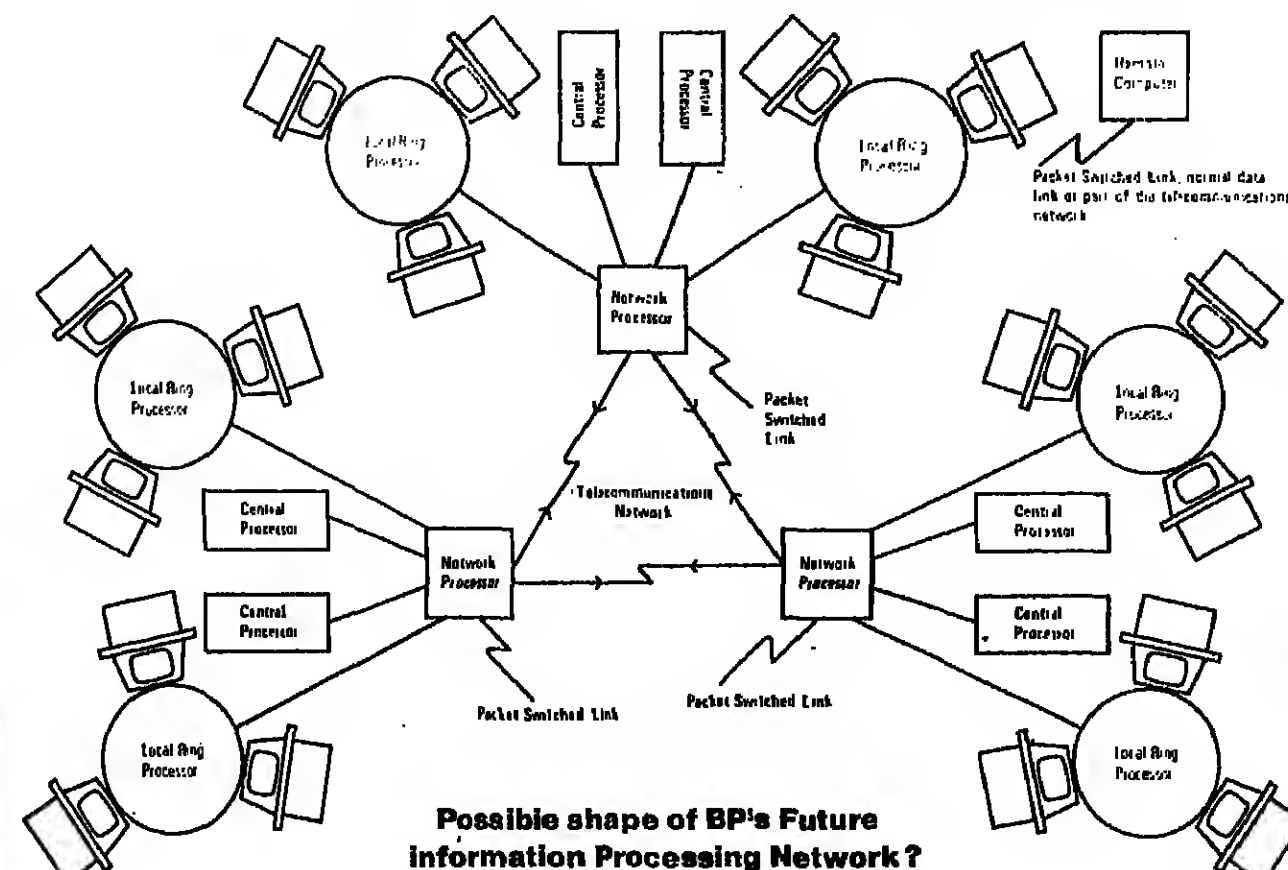 Central
Processor
Central
Processor
Remote
Computer
Local Ring
Processor
Local Ring
Processor
Packet Switched Link, normal data
link or part of the telecommunications
network
Network
Processor
Local Ring
Processor
Local Ring
Processor
Packet
Switched
Link
Telecommunications
Network
Central
Processor
Central
Processor
Network
Processor
Network
Processor
Central
Processor
Central
Processor
Packet Switched Link
Packet Switched Link
Local Ring
Processor
Local Ring
Processor
Possible shape of BP's Future
information Processing Network?